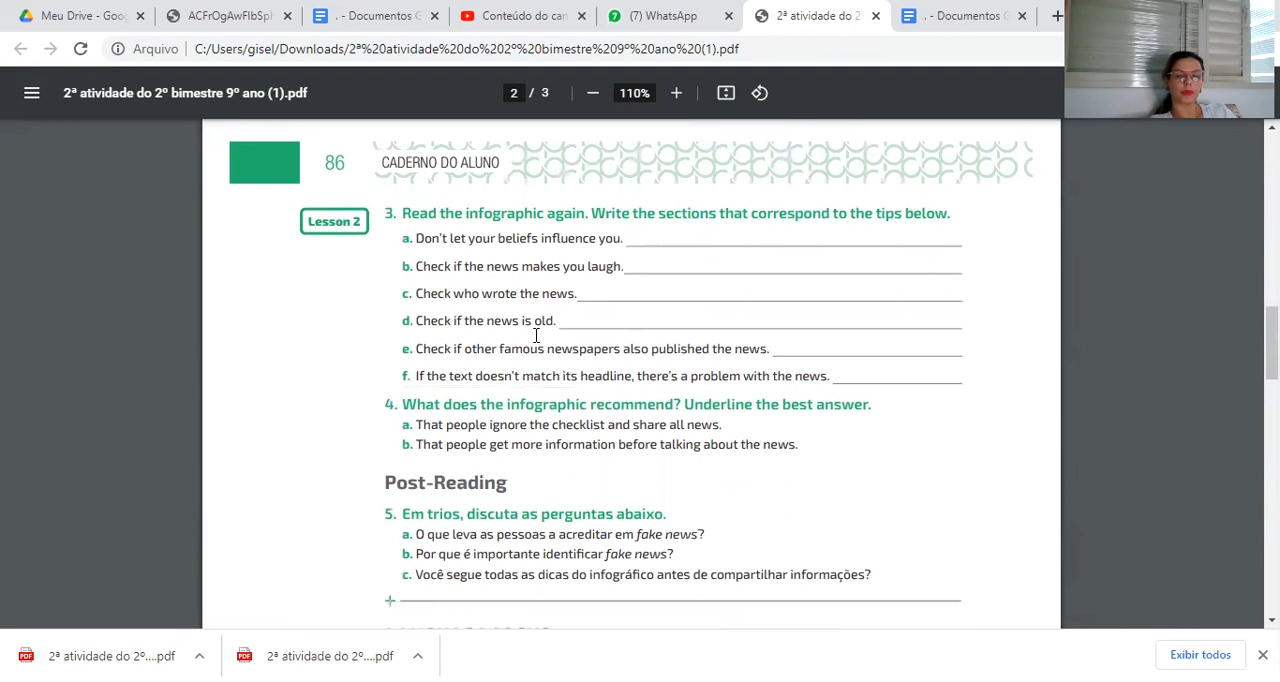 Meu Drive - Goog
ACFrOgAwFIbSpl
. - Documentos G
Conteúdo do can
7 WhatsApp
2ª atividade do 2
. - Documentos G
Arquivo C:/Users/gisel/Downloads/2ª%20atividade%20do%202º%20bimestre%209º%20ano%20(1).pdf
2ª atividade do 2º bimestre 9º ano (1).pdf
2 / 3
110%
86 CADERNO DO ALUNO
Lesson 2
3. Read the infographic again. Write the sections that correspond to the tips below.
a. Don't let your beliefs influence you.
b. Check if the news makes you laugh.
c. Check who wrote the news.
d. Check if the news is old.
e. Check if other famous newspapers also published the news.
f. If the text doesn't match its headline, there's a problem with the news.
4. What does the infographic recommend? Underline the best answer.
a. That people ignore the checklist and share all news.
b. That people get more information before talking about the news.
Post-Reading
5. Em trios, discuta as perguntas abaixo.
a. O que leva as pessoas a acreditar em fake news?
b. Por que é importante identificar fake news?
c. Você segue todas as dicas do infográfico antes de compartilhar informações?
PDF 2ª atividade do 2º....pdf
PDF 2ª atividade do 2º....pdf
Exibir todos